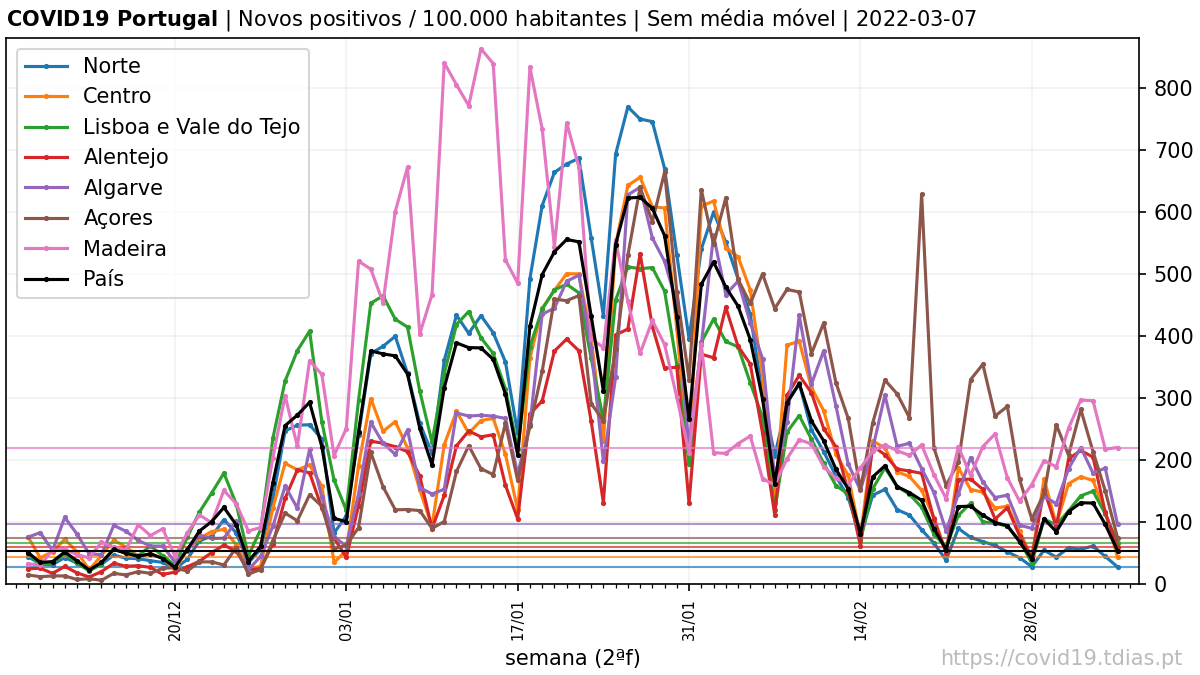 COVID19 Portugal | Novos positivos / 100.000 habitantes | Sem média móvel | 2022-03-07
Norte
Centro
Lisboa e Vale do Tejo
Alentejo
Algarve
Açores
Madeira
País
800
700
600
500
400
300
200
100
0
20/12
03/01
17/01
31/01
14/02
28/02
semana (2ªf)
https://covid19.tdias.pt